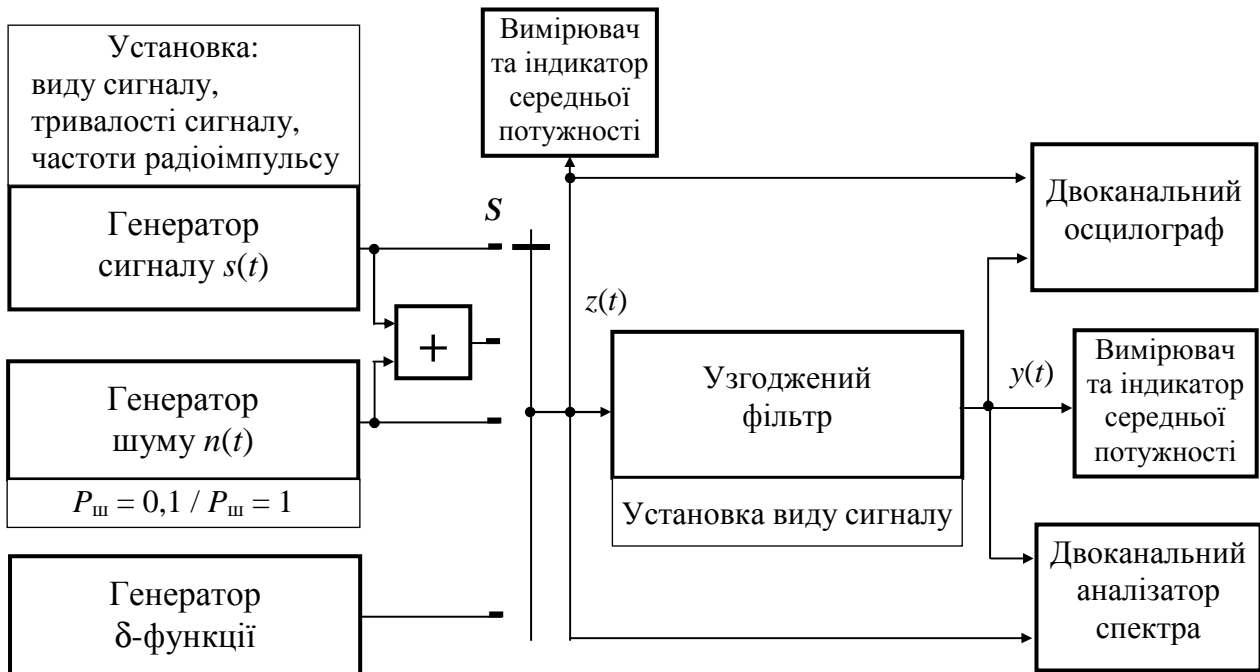 Установка:
виду сигналу,
тривалості сигналу,
частоти радіоімпульсу
Генератор
сигналу s(t)
Вимірювач
та індикатор
середньої
потужності
S
+
z(t)
Двоканальний
осцилограф
Генератор
шуму n(t)
Pш = 0,1 / Pш = 1
Узгоджений
фільтр
Установка виду сигналу
y(t)
Вимірювач
та індикатор
середньої
потужності
Генератор
δ-функції
Двоканальний
аналізатор
спектра